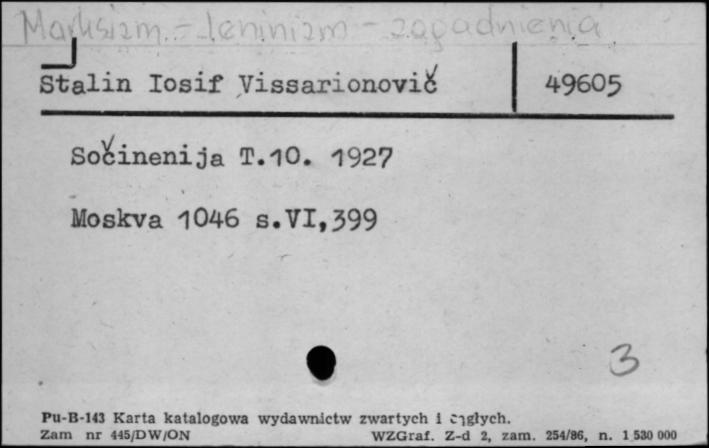 Marksizm - leninizm - zagadnienia
Stalin Iosif Vissarionovič 49605
Sočinenija T.10. 1927
Moskva 1046 s.VI,399
3
Pu-B-143 Karta katalogowa wydawnictw zwartych i ciągłych.
Zam nr 445/DW/ON WZGraf. Z-d 2, zam. 254/86, n. 1 530 000